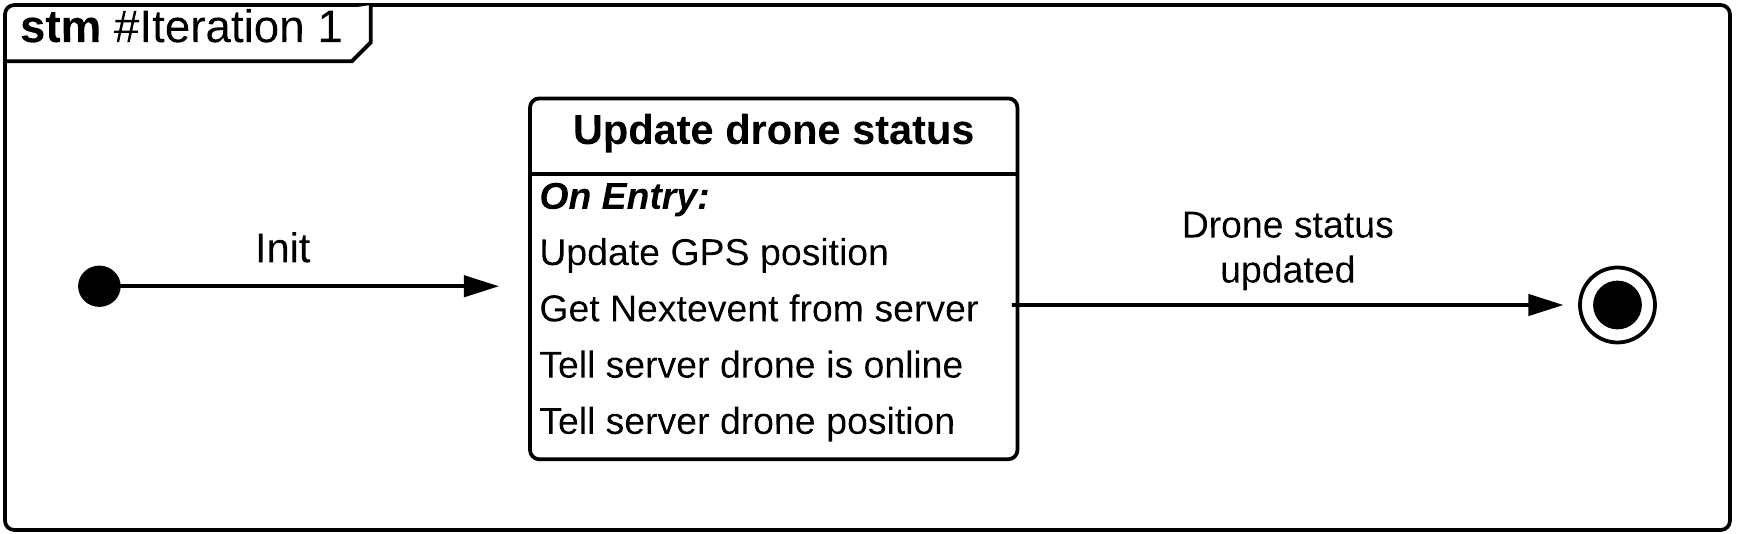 stm #Iteration 1
Update drone status
On Entry:
Init
Update GPS position
Get Nextevent from server
Tell server drone is online
Tell server drone position
Drone status
updated